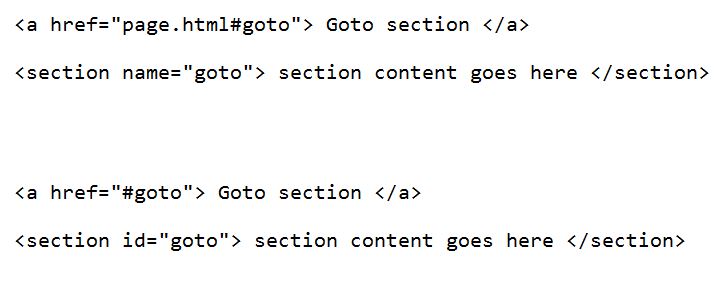 <a href="page.html#goto"> Goto section </a>
<section name="goto"> section content goes here </section>
<a href="#goto"> Goto section </a>
<section id="goto"> section content goes here </section>